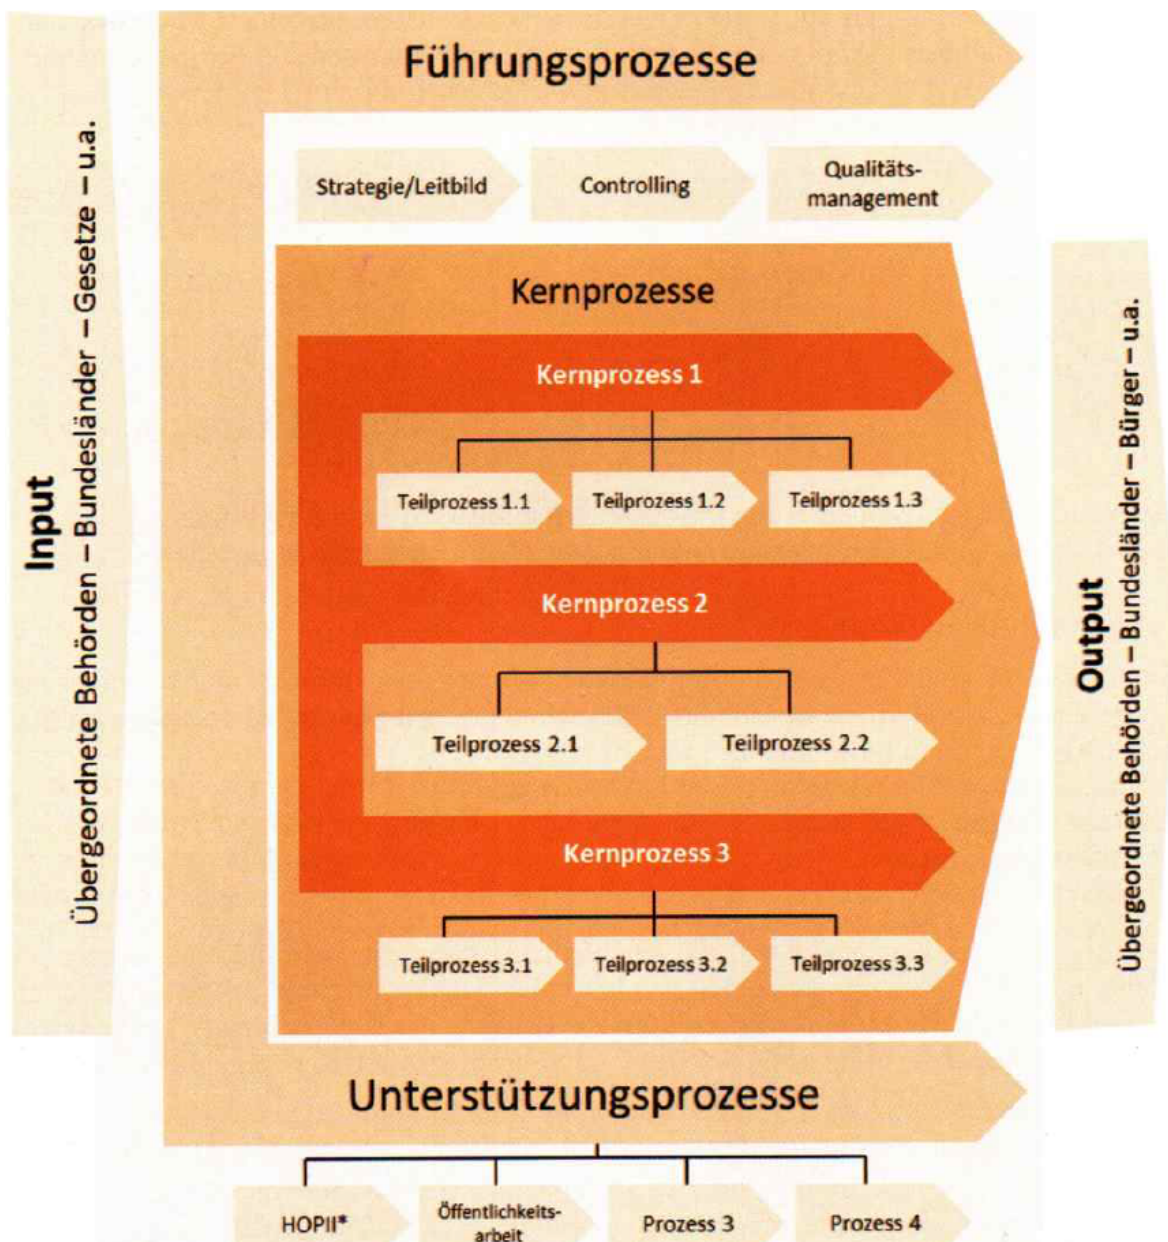 Führungsprozesse
Strategie/Leitbild
Controlling
Qualitäts-
management
Input
Übergeordnete Behörden – Bundesländer – Gesetze – u.a.
Kernprozesse
Kernprozess 1
Teilprozess 1.1
Teilprozess 1.2
Teilprozess 1.3
Kernprozess 2
Teilprozess 2.1
Teilprozess 2.2
Kernprozess 3
Teilprozess 3.1
Teilprozess 3.2
Teilprozess 3.3
Output
Übergeordnete Behörden – Bundesländer – Bürger – u.a.
Unterstützungsprozesse
HOPII*
Öffentlichkeits-
arbeit
Prozess 3
Prozess 4